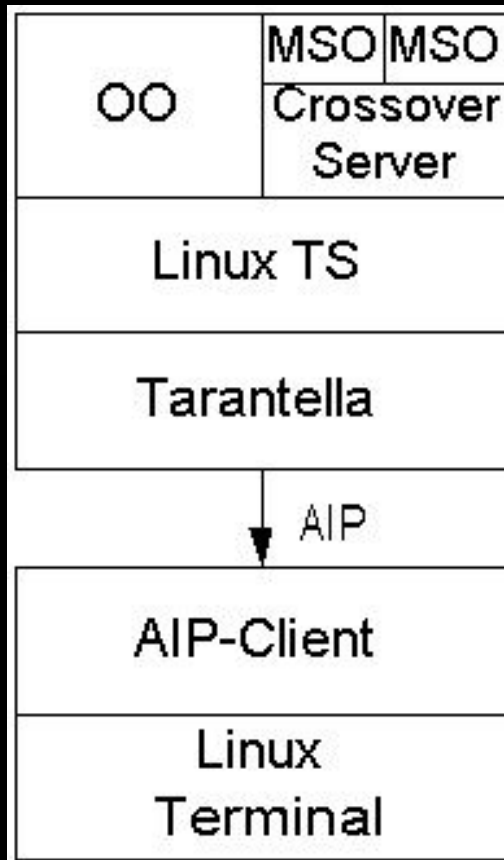 MSO MSO
OO
Crossover
Server
Linux TS
Tarantella
AIP
AIP-Client
Linux
Terminal